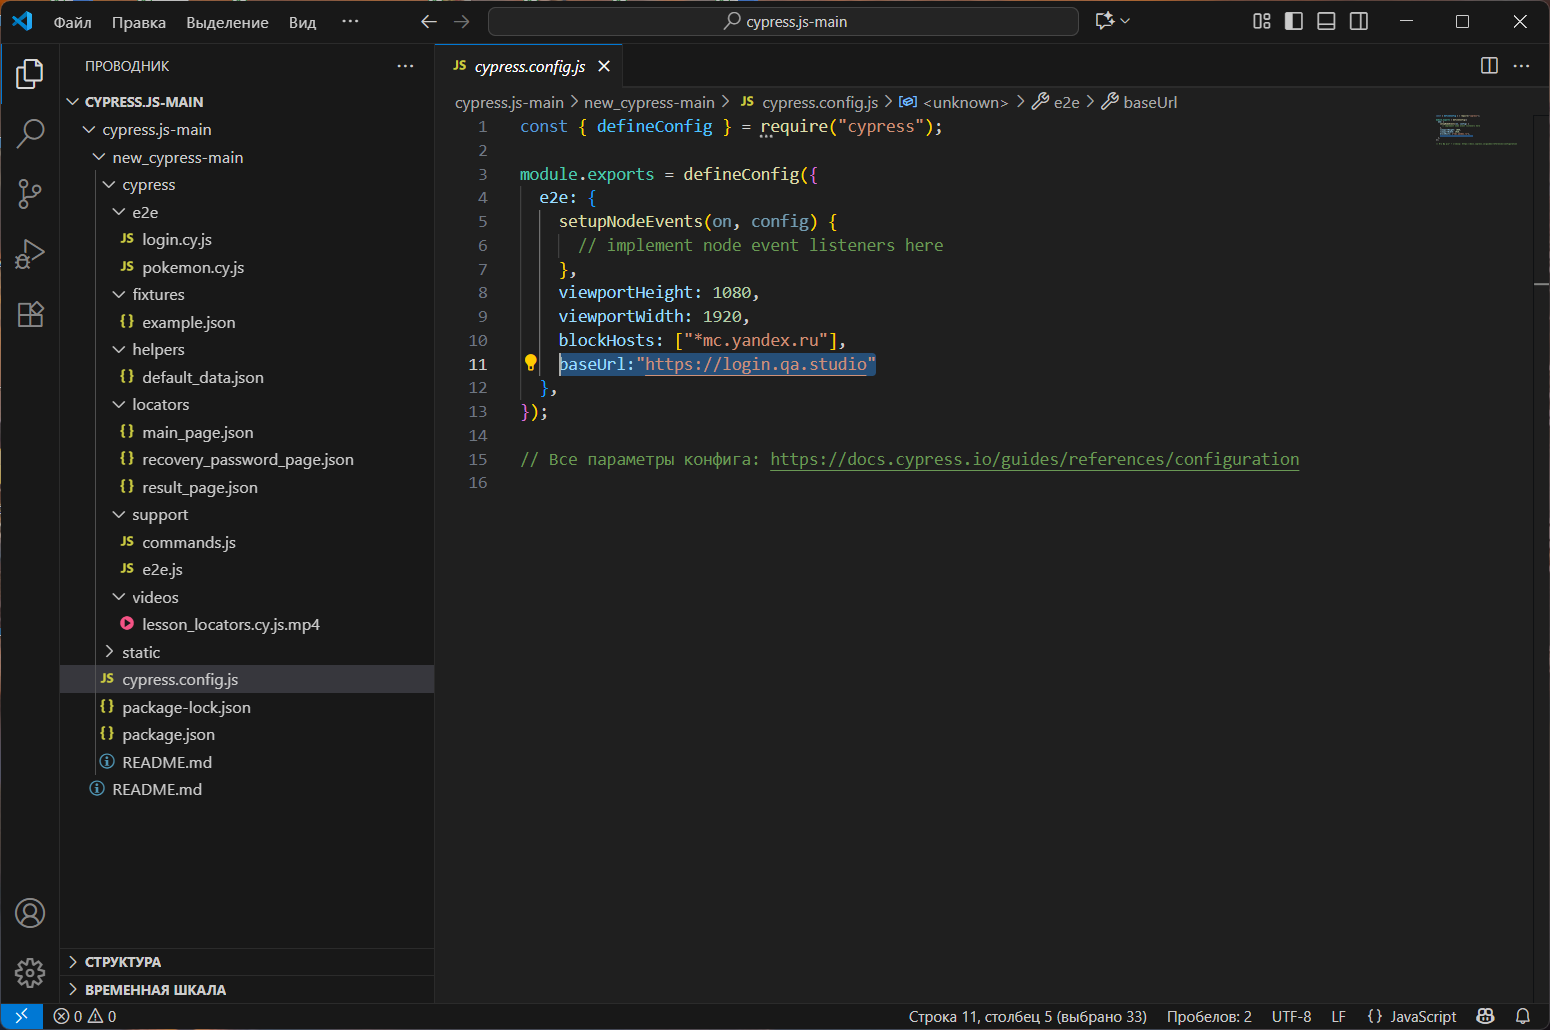 Файл Правка Выделение Вид ··· cypress.js-main
ПРОВОДНИК ···
CYPRESS.JS-MAIN
cypress.js-main
new_cypress-main
cypress
e2e
JS login.cy.js
JS pokemon.cy.js
fixtures
{} example.json
helpers
{} default_data.json
locators
{} main_page.json
{} recovery_password_page.json
{} result_page.json
support
JS commands.js
JS e2e.js
videos
lesson_locators.cy.js.mp4
static
JS cypress.config.js
{} package-lock.json
{} package.json
README.md
README.md
СТРУКТУРА
ВРЕМЕННАЯ ШКАЛА
JS cypress.config.js
cypress.js-main > new_cypress-main > JS cypress.config.js > <unknown> > e2e > baseUrl
1 const { defineConfig } = require("cypress");
2
3 module.exports = defineConfig({
4 e2e: {
5 setupNodeEvents(on, config) {
6 // implement node event listeners here
7 },
8 viewportHeight: 1080,
9 viewportWidth: 1920,
10 blockHosts: ["*mc.yandex.ru"],
11 baseUrl:"https://login.qa.studio"
12 },
13 });
14
15 // Все параметры конфига: https://docs.cypress.io/guides/references/configuration
16
0 0 Строка 11, столбец 5 (выбрано 33) Пробелов: 2 UTF-8 LF {} JavaScript